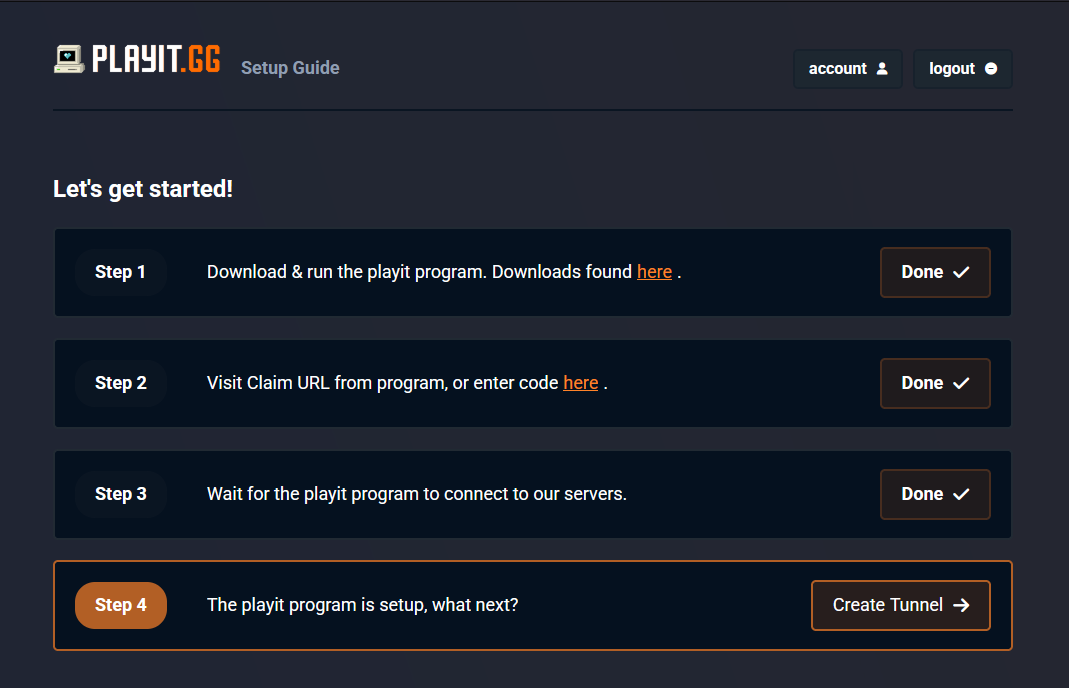 PLAYIT.GG Setup Guide account logout
Let's get started!
Step 1 Download & run the playit program. Downloads found here . Done
Step 2 Visit Claim URL from program, or enter code here . Done
Step 3 Wait for the playit program to connect to our servers. Done
Step 4 The playit program is setup, what next? Create Tunnel